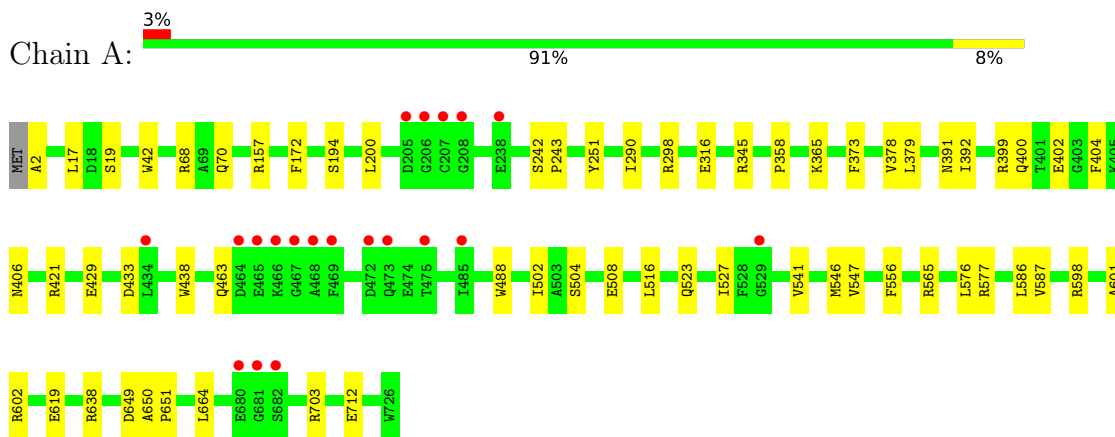 3%
Chain A:
91% 8%
MET A2 L17 D18 S19 W42 R68 A69 Q70 R157 F172 S194 L200 D205 G206 C207 G208 E238 S242 P243 Y251 I290 R298 E316 R345 P358 K365 F373 V378 L379 N391 I392 R399 Q400 T401 E402 G403 F404 K405
N406 R421 E429 D433 L434 W438 Q463 D464 E465 K466 G467 A468 F469 D472 Q473 E474 T475 I485 W488 I502 A503 S504 E508 L516 Q523 I527 F528 G529 V541 M546 V547 F556 R565 L576 R577 L586 V587 R598 A601
R602 E619 R638 D649 A650 P651 L664 E680 G681 S682 R703 E712 W726